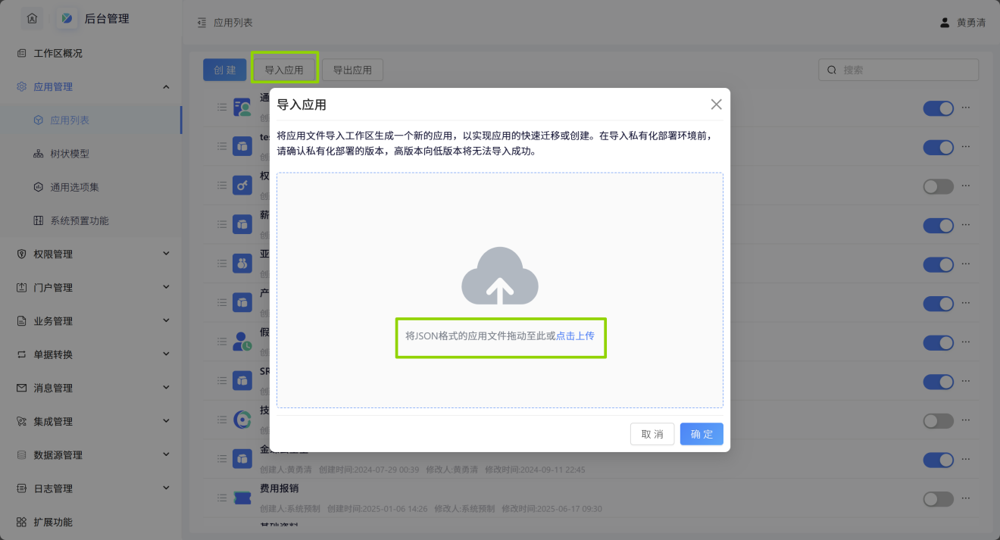 后台管理
应用列表
黄勇清
工作区概况
应用管理
应用列表
树状模型
通用选项集
系统预置功能
权限管理
门户管理
业务管理
单据转换
消息管理
集成管理
数据源管理
日志管理
扩展功能
创 建
导入应用
导出应用
搜索
导入应用
将应用文件导入工作区生成一个新的应用，以实现应用的快速迁移或创建。在导入私有化部署环境前，
请确认私有化部署的版本，高版本向低版本将无法导入成功。
将JSON格式的应用文件拖动至此或点击上传
取 消
确 定
通
创
te
创
权
创
薪
创
亚
创
产
创
假
创
SR
创
技
创
创建人:黄勇清 创建时间:2024-07-29 00:39 修改人:黄勇清 修改时间:2024-09-11 22:45
费用报销
创建人:系统预制 创建时间:2025-01-06 14:26 修改人:系统预制 修改时间:2025-06-17 09:30
基础资料